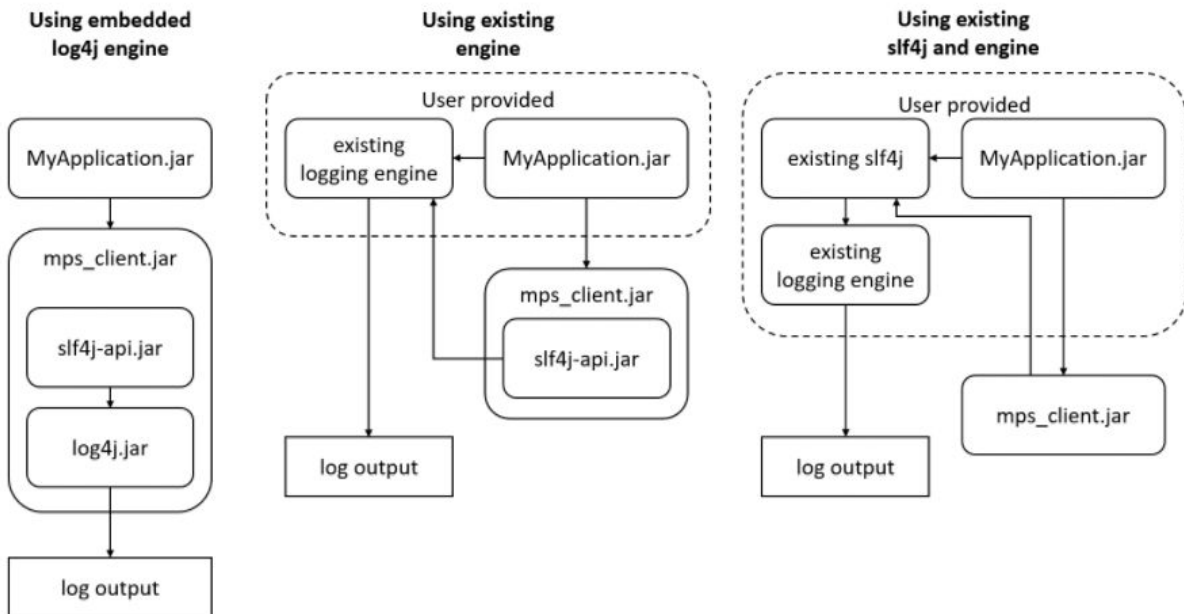 Using embedded
log4j engine
MyApplication.jar
mps_client.jar
slf4j-api.jar
log4j.jar
log output
Using existing
engine
User provided
existing
logging engine
MyApplication.jar
mps_client.jar
slf4j-api.jar
log output
Using existing
slf4j and engine
User provided
existing slf4j
MyApplication.jar
existing
logging engine
mps_client.jar
log output